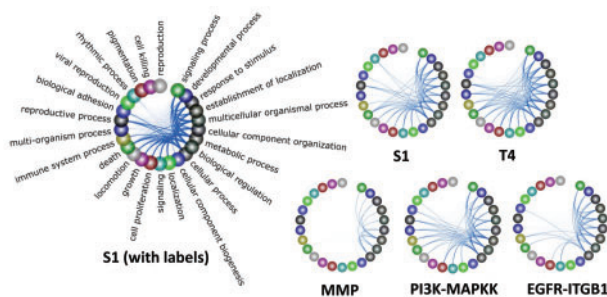 reproduction
cell killing
pigmentation
rhythmic process
viral reproduction
biological adhesion
reproductive process
multi-organism process
immune system process
death
locomotion
growth
cell proliferation
signaling
localization
cellular component biogenesis
cellular process
biological regulation
metabolic process
cellular component organization
multicellular organismal process
establishment of localization
response to stimulus
developmental process
signaling process
S1 (with labels)
S1
T4
MMP
PI3K-MAPKK
EGFR-ITGB1